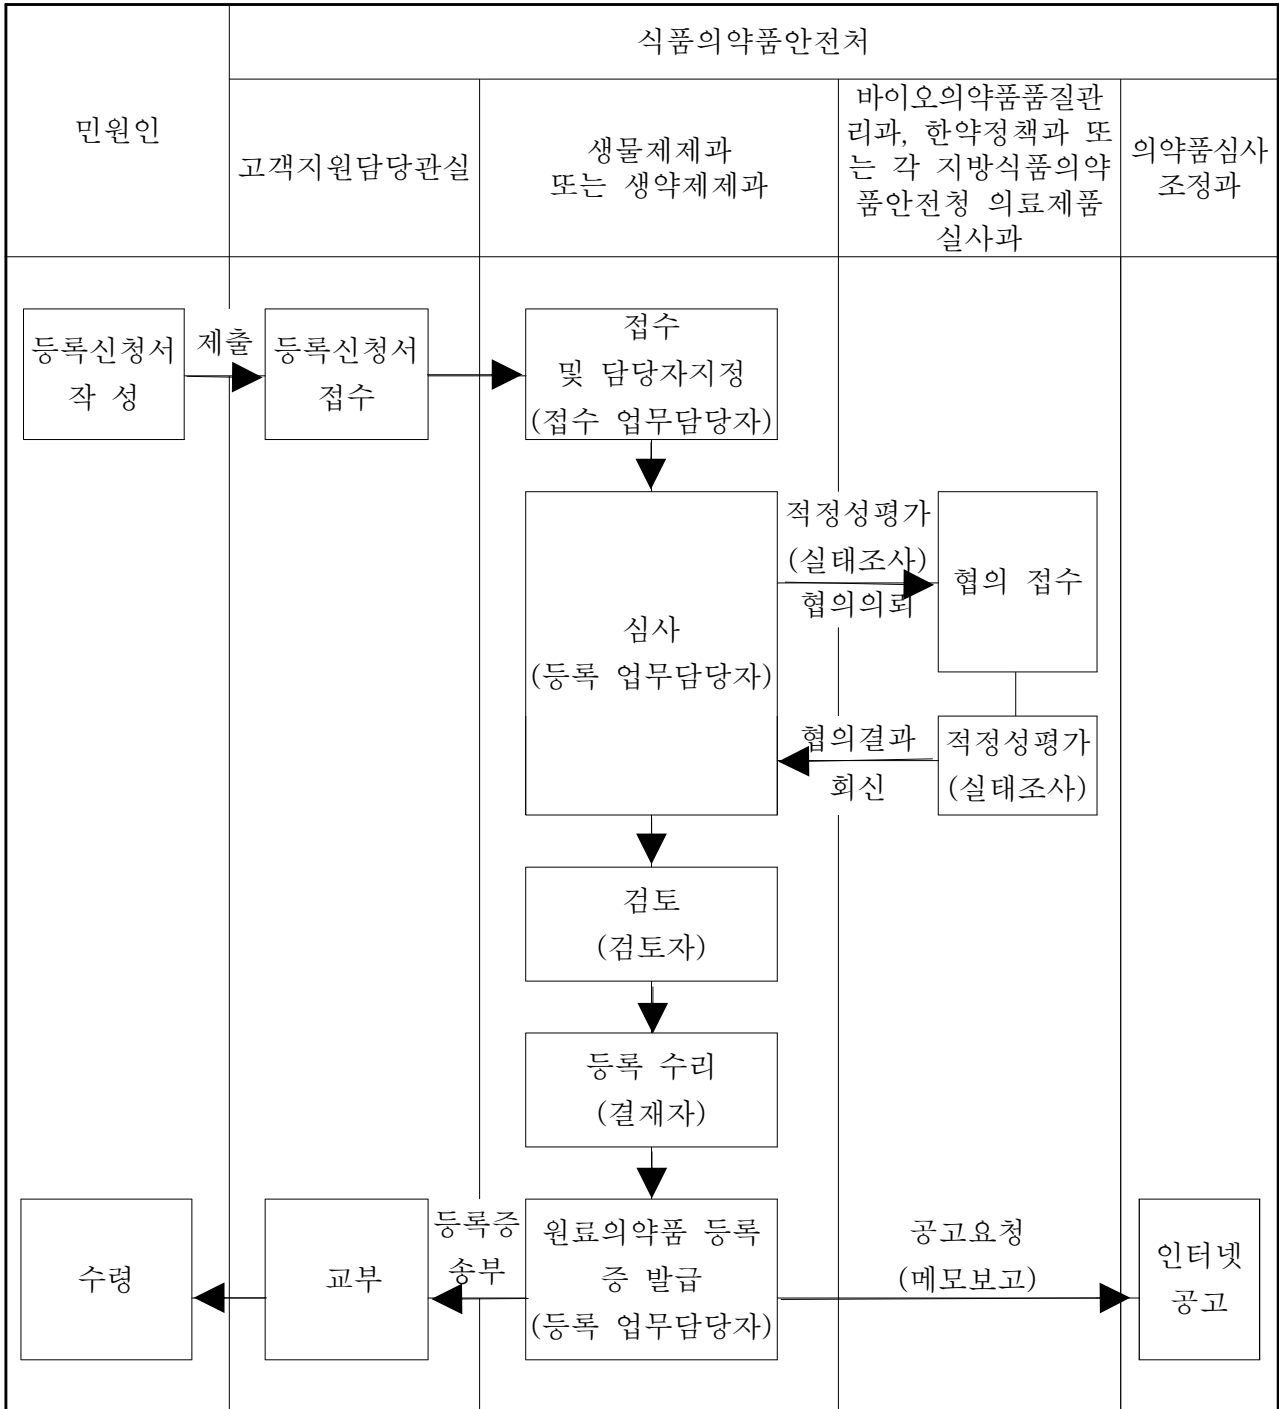 식품의약품안전처
민원인
고객지원담당관실
생물제제과
또는 생약제제과
바이오의약품품질관
리과, 한약정책과 또
는 각 지방식품의약
품안전청 의료제품
실사과
의약품심사
조정과
등록신청서
작 성
제출
등록신청서
접수
접수
및 담당자지정
(접수 업무담당자)
심사
(등록 업무담당자)
적정성평가
(실태조사)
협의의뢰
협의 접수
협의결과
회신
적정성평가
(실태조사)
검토
(검토자)
등록 수리
(결재자)
수령
교부
등록증
송부
원료의약품 등록
증 발급
(등록 업무담당자)
공고요청
(메모보고)
인터넷
공고